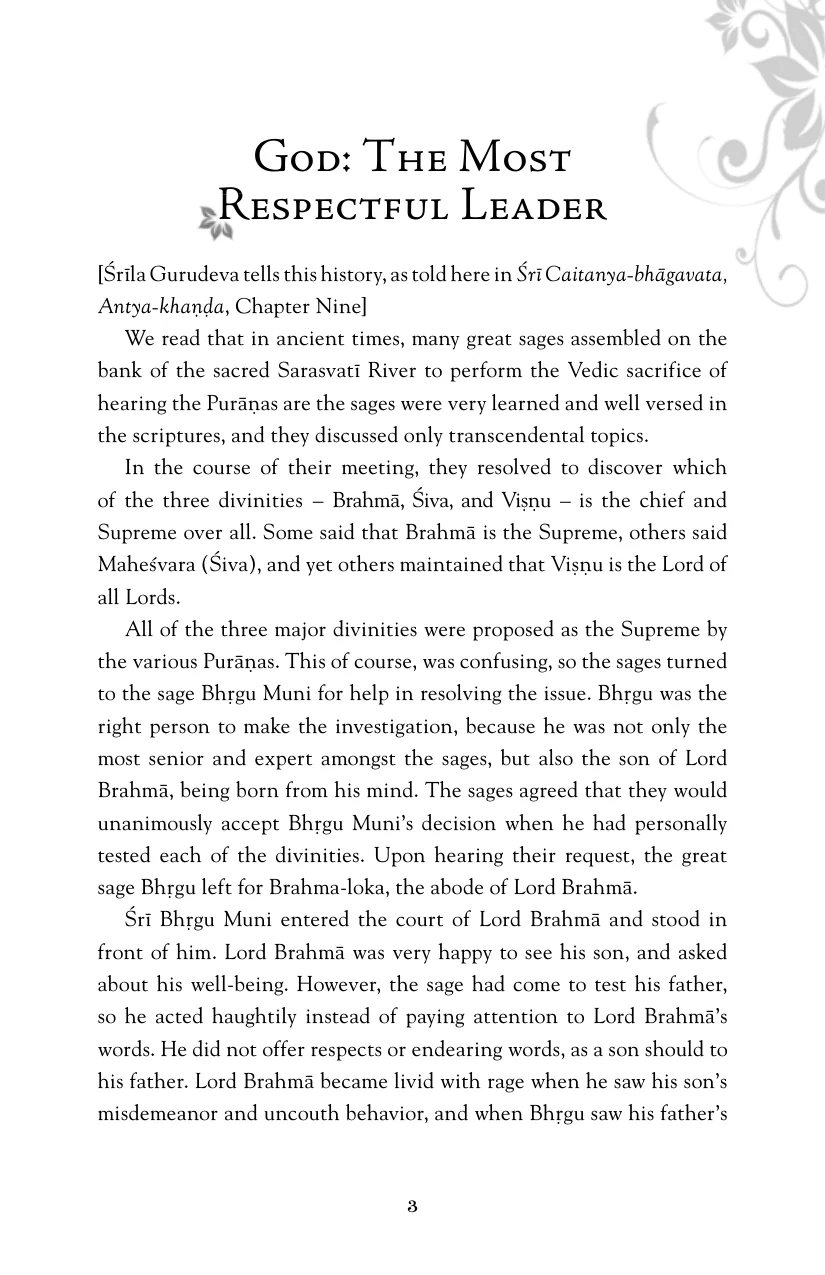 God: The Most
Respectful Leader
[Śrīla Gurudeva tells this history, as told here in Śrī Caitanya-bhāgavata,
Antya-khaṇḍa, Chapter Nine]
We read that in ancient times, many great sages assembled on the
bank of the sacred Sarasvatī River to perform the Vedic sacrifice of
hearing the Purāṇas are the sages were very learned and well versed in
the scriptures, and they discussed only transcendental topics.
In the course of their meeting, they resolved to discover which
of the three divinities – Brahmā, Śiva, and Viṣṇu – is the chief and
Supreme over all. Some said that Brahmā is the Supreme, others said
Maheśvara (Śiva), and yet others maintained that Viṣṇu is the Lord of
all Lords.
All of the three major divinities were proposed as the Supreme by
the various Purāṇas. This of course, was confusing, so the sages turned
to the sage Bhṛgu Muni for help in resolving the issue. Bhṛgu was the
right person to make the investigation, because he was not only the
most senior and expert amongst the sages, but also the son of Lord
Brahmā, being born from his mind. The sages agreed that they would
unanimously accept Bhṛgu Muni's decision when he had personally
tested each of the divinities. Upon hearing their request, the great
sage Bhṛgu left for Brahma-loka, the abode of Lord Brahmā.
Śrī Bhṛgu Muni entered the court of Lord Brahmā and stood in
front of him. Lord Brahmā was very happy to see his son, and asked
about his well-being. However, the sage had come to test his father,
so he acted haughtily instead of paying attention to Lord Brahmā's
words. He did not offer respects or endearing words, as a son should to
his father. Lord Brahmā became livid with rage when he saw his son's
misdemeanor and uncouth behavior, and when Bhṛgu saw his father's
3